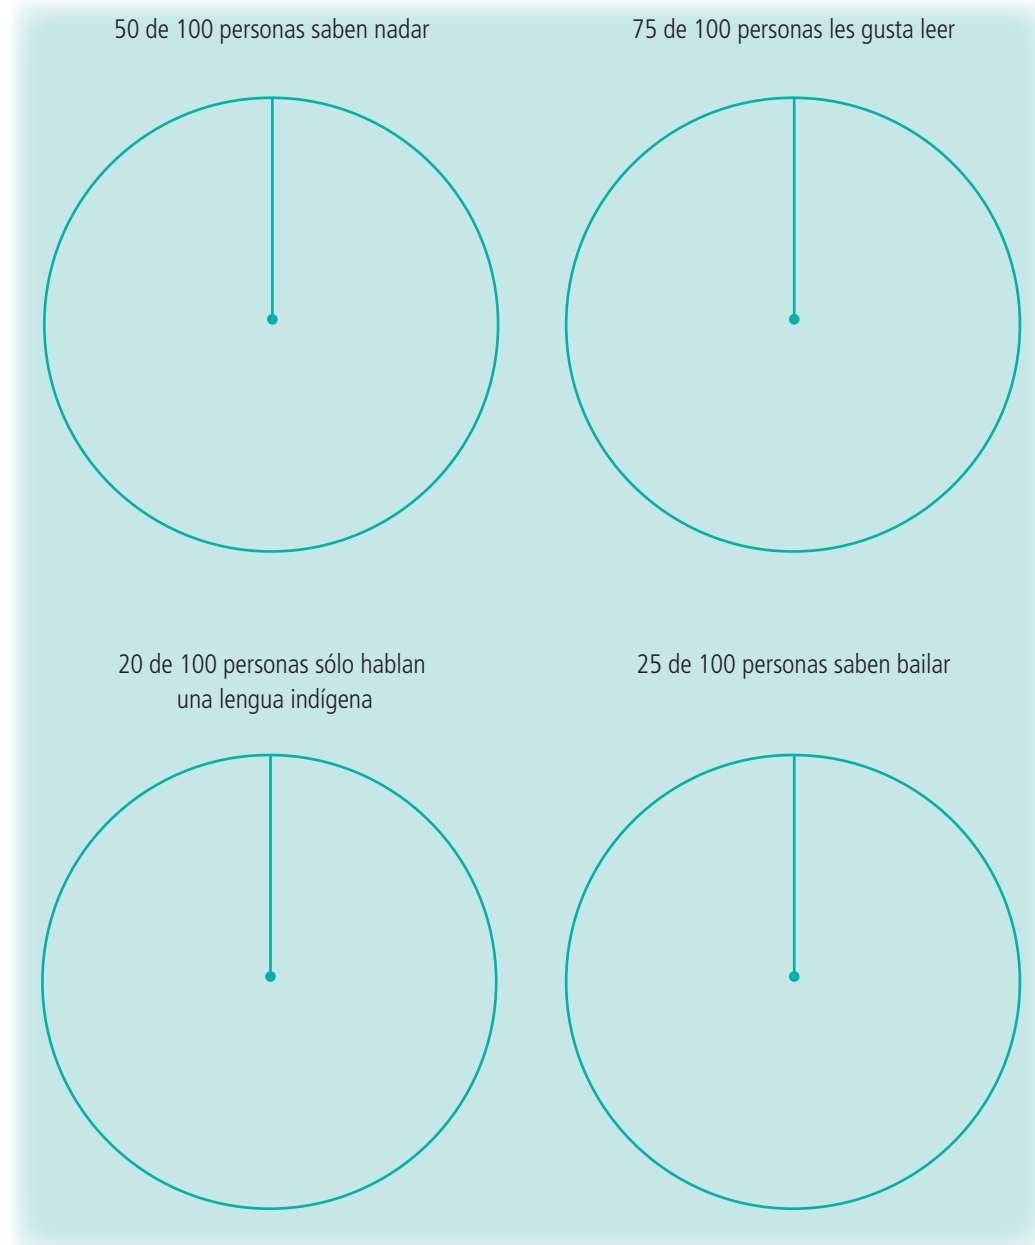 50 de 100 personas saben nadar
75 de 100 personas les gusta leer
20 de 100 personas sólo hablan
una lengua indígena
25 de 100 personas saben bailar